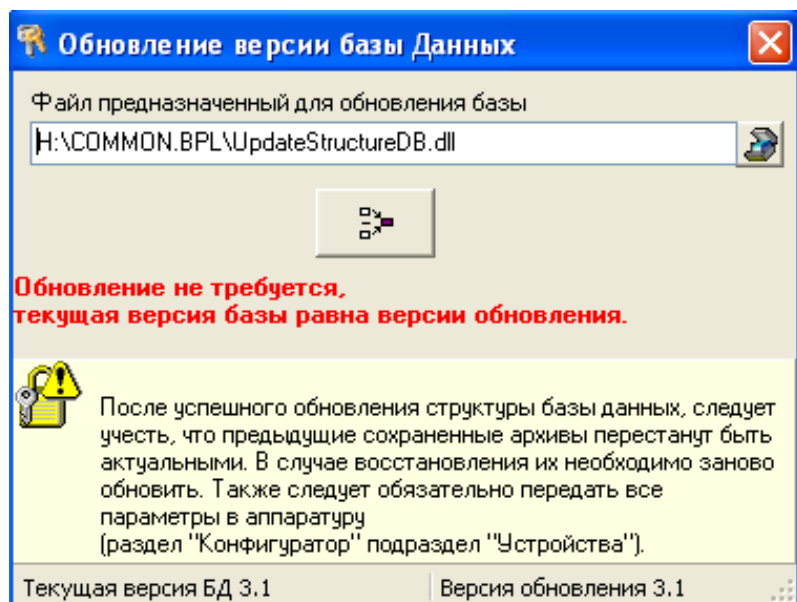 Обновление версии базы Данных
Файл предназначенный для обновления базы
H:\COMMON.BPL\UpdateStructureDB.dll
Обновление не требуется,
текущая версия базы равна версии обновления.
После успешного обновления структуры базы данных, следует
учесть, что предыдущие сохраненные архивы перестанут быть
актуальными. В случае восстановления их необходимо заново
обновить. Также следует обязательно передать все
параметры в аппаратуру
(раздел "Конфигуратор" подраздел "Устройства").
Текущая версия БД 3.1
Версия обновления 3.1